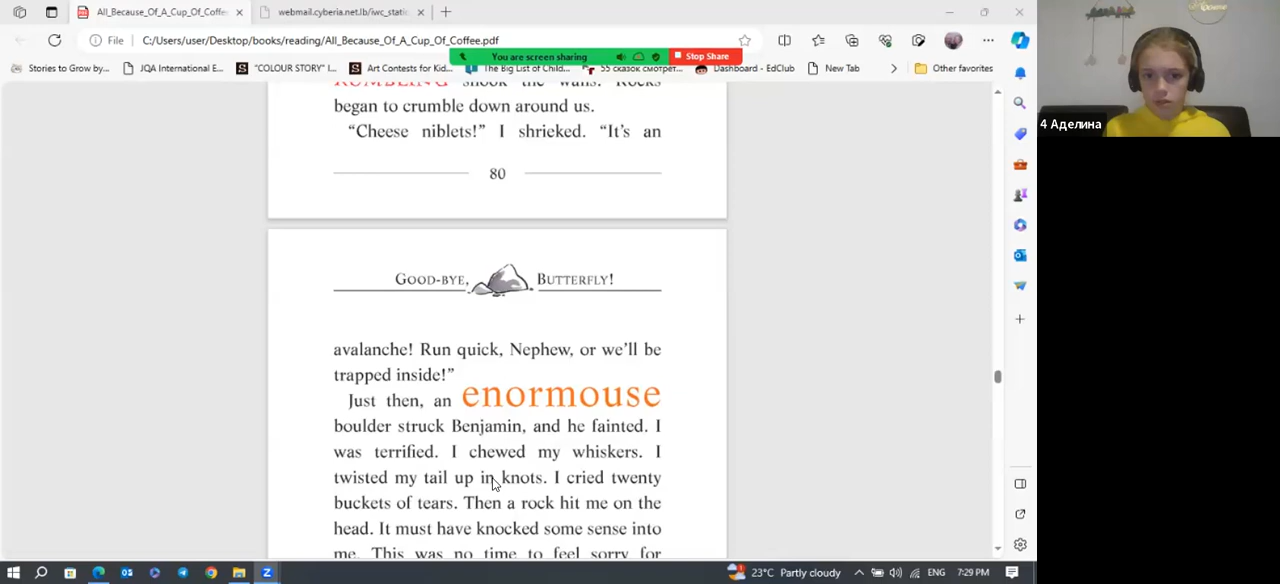 All_Because_Of_A_Cup_Of_Coffe
webmail.cyberia.net.lb/iwc_stati
File
C:/Users/user/Desktop/books/reading/All_Because_Of_A_Cup_Of_Coffee.pdf
You are screen sharing
Stop Share
Stories to Grow by...
JQA International E...
"COLOUR STORY" I...
Art Contests for Kid...
The Big List of Child...
55 сказок смотрет...
Dashboard - EdClub
New Tab
Other favorites
4 Аделина
RUMBLING shook the walls. Rocks
began to crumble down around us.
“Cheese niblets!” I shrieked. “It’s an
80
GOOD-BYE, BUTTERFLY!
avalanche! Run quick, Nephew, or we’ll be
trapped inside!”
Just then, an enormouse
boulder struck Benjamin, and he fainted. I
was terrified. I chewed my whiskers. I
twisted my tail up in knots. I cried twenty
buckets of tears. Then a rock hit me on the
head. It must have knocked some sense into
me. This was no time to feel sorry for
23°C Partly cloudy
ENG
7:29 PM